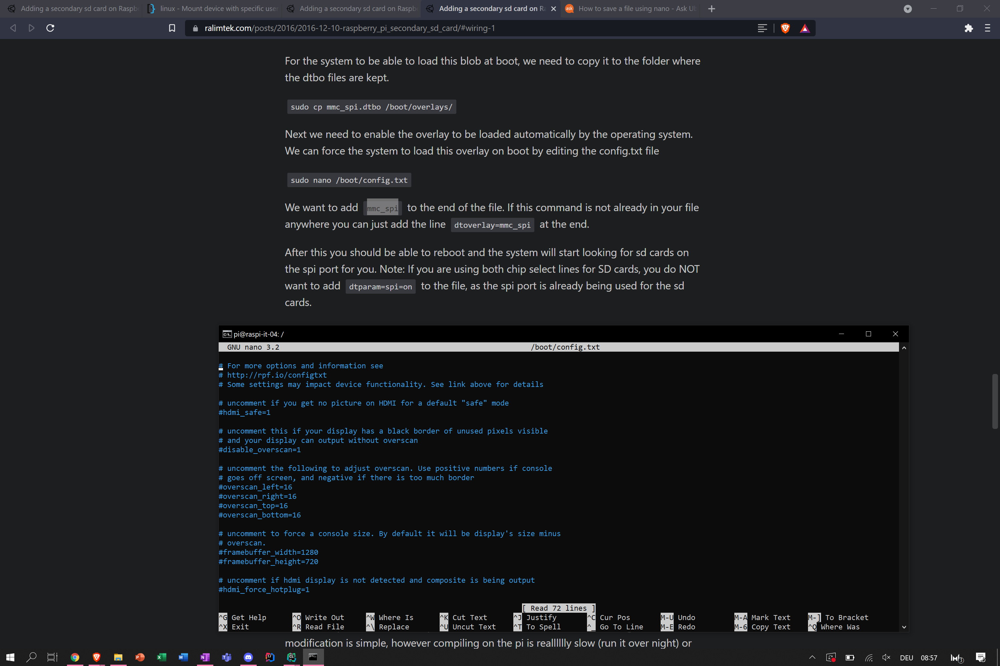 Adding a secondary sd card on Raspbe
linux - Mount device with specific user
Adding a secondary sd card on Raspbe
Adding a secondary sd card on Ra
ask
How to save a file using nano - Ask Ub
ralimtek.com/posts/2016/2016-12-10-raspberry_pi_secondary_sd_card/#wiring-1
For the system to be able to load this blob at boot, we need to copy it to the folder where
the dtbo files are kept.
sudo cp mmc_spi.dtbo /boot/overlays/
Next we need to enable the overlay to be loaded automatically by the operating system.
We can force the system to load this overlay on boot by editing the config.txt file
sudo nano /boot/config.txt
We want to add mmc_spi to the end of the file. If this command is not already in your file
anywhere you can just add the line dtoverlay=mmc_spi at the end.
After this you should be able to reboot and the system will start looking for sd cards on
the spi port for you. Note: If you are using both chip select lines for SD cards, you do NOT
want to add dtparam=spi=on to the file, as the spi port is already being used for the sd
cards.
pi@raspi-it-04: /
GNU nano 3.2 /boot/config.txt
# For more options and information see
# http://rpf.io/configtxt
# Some settings may impact device functionality. See link above for details
# uncomment if you get no picture on HDMI for a default "safe" mode
#hdmi_safe=1
# uncomment this if your display has a black border of unused pixels visible
# and your display can output without overscan
#disable_overscan=1
# uncomment the following to adjust overscan. Use positive numbers if console
# goes off screen, and negative if there is too much border
#overscan_left=16
#overscan_right=16
#overscan_top=16
#overscan_bottom=16
# uncomment to force a console size. By default it will be display's size minus
# overscan.
#framebuffer_width=1280
#framebuffer_height=720
# uncomment if hdmi display is not detected and composite is being output
#hdmi_force_hotplug=1
[ Read 72 lines ]
^G Get Help ^O Write Out ^W Where Is ^K Cut Text ^J Justify ^C Cur Pos M-U Undo M-A Mark Text M-] To Bracket
^X Exit ^R Read File ^\ Replace ^U Uncut Text ^T To Spell ^_ Go To Line M-E Redo M-6 Copy Text ^Q Where Was
modification is simple, however compiling on the pi is realllllly slow (run it over night) or
DEU 08:57
3